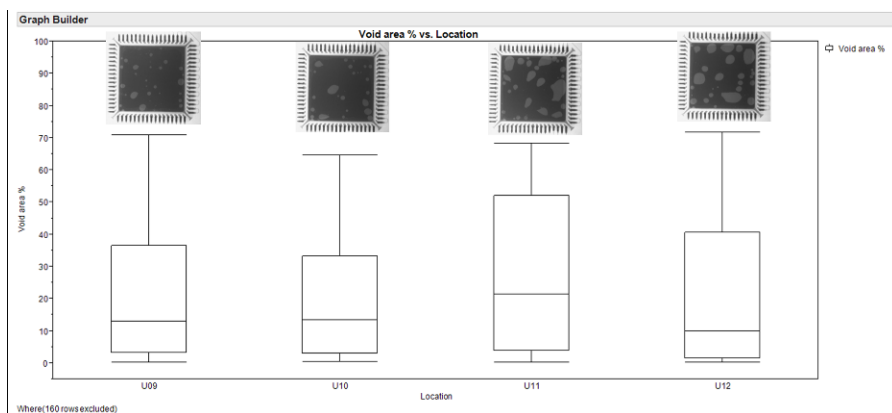 Graph Builder
Void area % vs. Location
100
90
80
70
60
50
40
30
20
10
0
Void area %
U09 U10 U11 U12
Location
Void area %
Where(160 rows excluded)